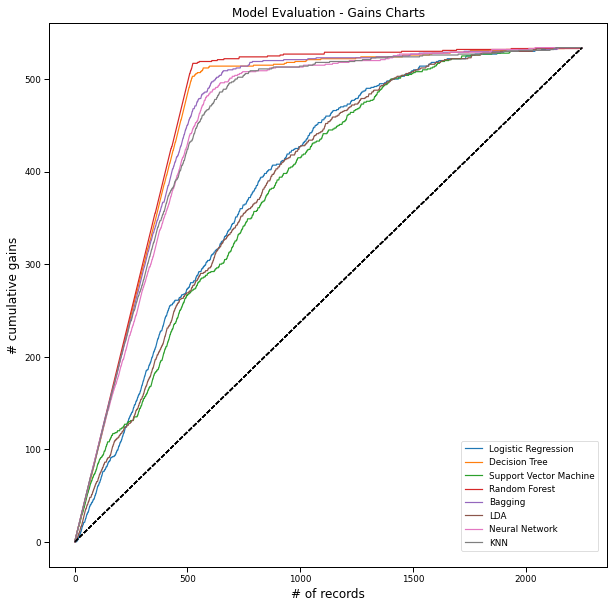 Model Evaluation - Gains Charts
# cumulative gains
500
400
300
200
100
0
0
500
1000
1500
2000
# of records
Logistic Regression
Decision Tree
Support Vector Machine
Random Forest
Bagging
LDA
Neural Network
KNN